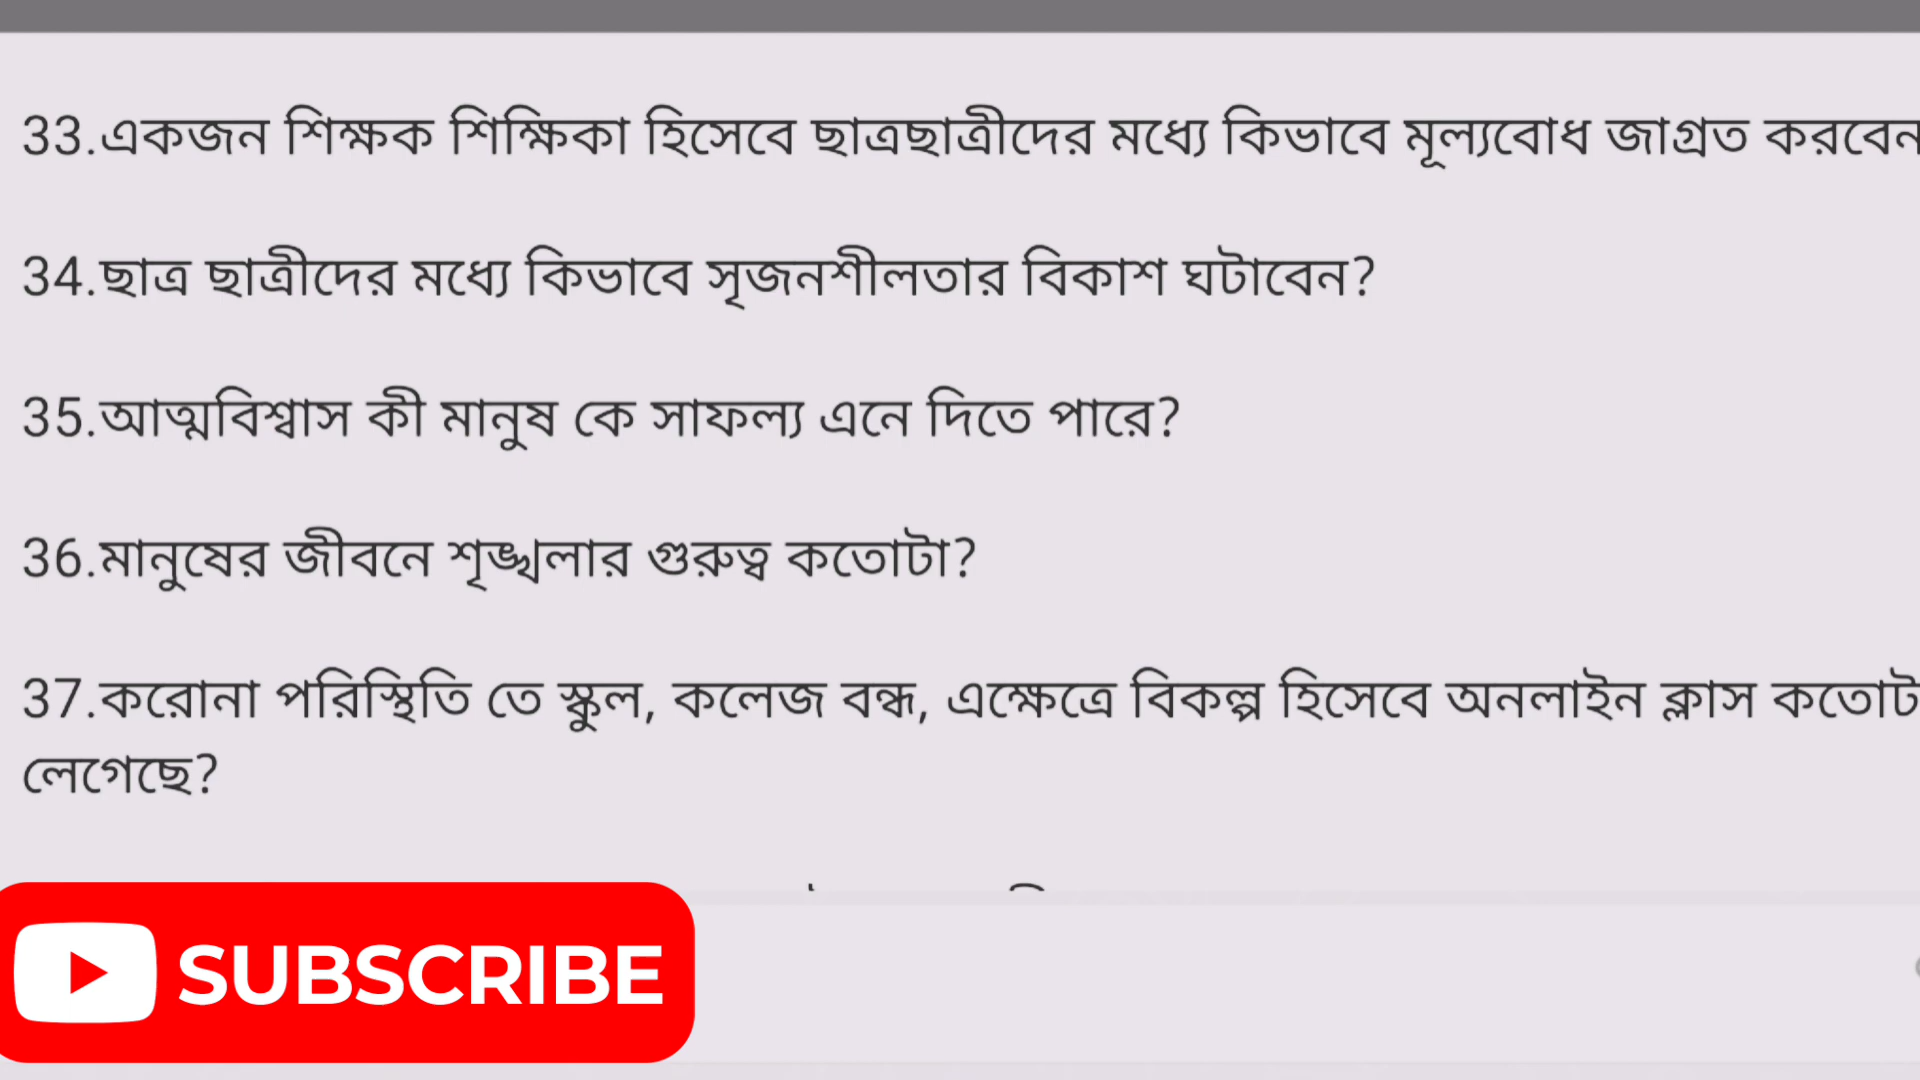 33.একজন শিক্ষক শিক্ষিকা হিসেবে ছাত্রছাত্রীদের মধ্যে কিভাবে মূল্যবোধ জাগ্রত করবেন
34.ছাত্র ছাত্রীদের মধ্যে কিভাবে সৃজনশীলতার বিকাশ ঘটাবেন?
35.আত্মবিশ্বাস কী মানুষ কে সাফল্য এনে দিতে পারে?
36.মানুষের জীবনে শৃঙ্খলার গুরুত্ব কতোটা?
37.করোনা পরিস্থিতি তে স্কুল, কলেজ বন্ধ, এক্ষেত্রে বিকল্প হিসেবে অনলাইন ক্লাস
লেগেছে?
SUBSCRIBE